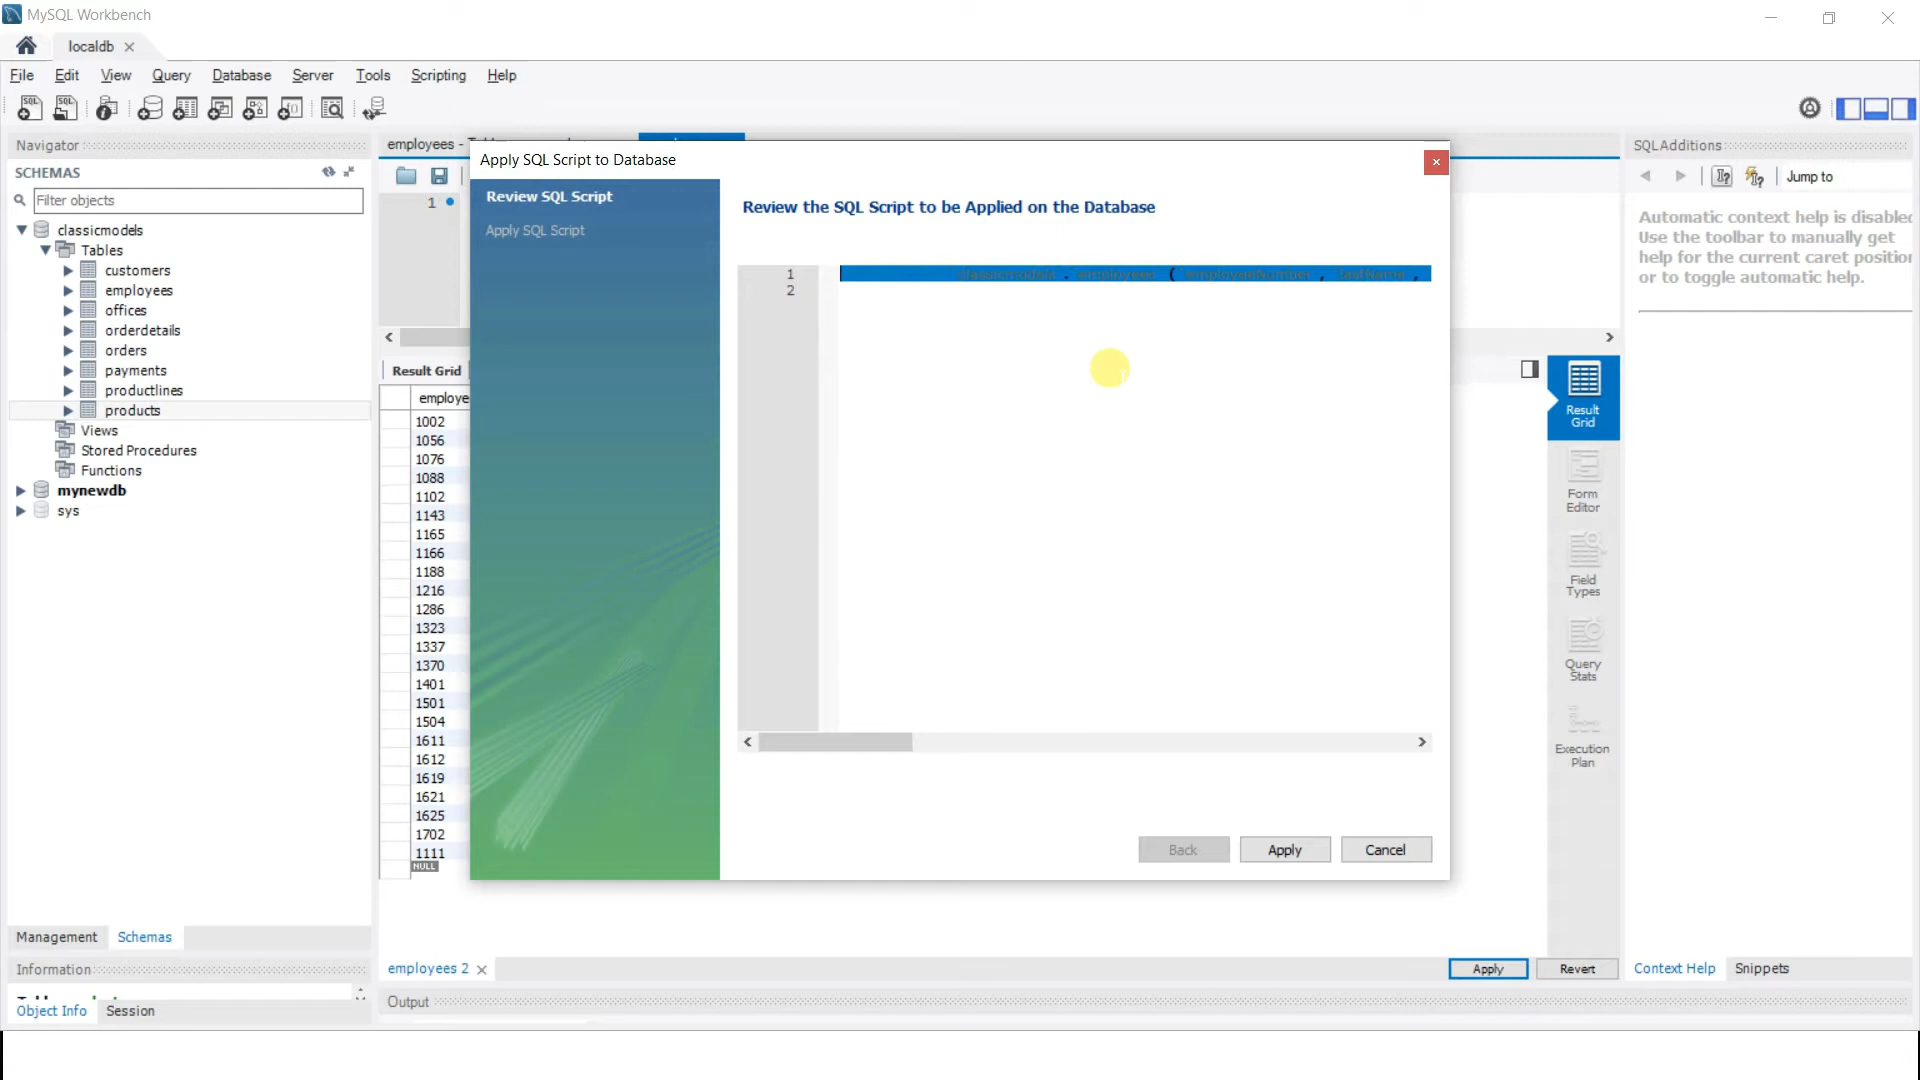 MySQL Workbench
localdb
File Edit View Query Database Server Tools Scripting Help
Navigator
SCHEMAS
Filter objects
classicmodels
Tables
customers
employees
offices
orderdetails
orders
payments
productlines
products
Views
Stored Procedures
Functions
mynewdb
sys
Management Schemas
Information
Object Info Session
employees -
1
Result Grid
employe
1002
1056
1076
1088
1102
1143
1165
1166
1188
1216
1286
1323
1337
1370
1401
1501
1504
1611
1612
1619
1621
1625
1702
1111
NULL
employees 2
Output
Apply SQL Script to Database
Review SQL Script
Apply SQL Script
Review the SQL Script to be Applied on the Database
1 classicmodels . employees ( employeeNumber , lastName ,
2
Back Apply Cancel
Result Grid
Form Editor
Field Types
Query Stats
Execution Plan
Apply Revert
SQLAdditions
Jump to
Automatic context help is disabled
Use the toolbar to manually get
help for the current caret position
or to toggle automatic help.
Context Help Snippets